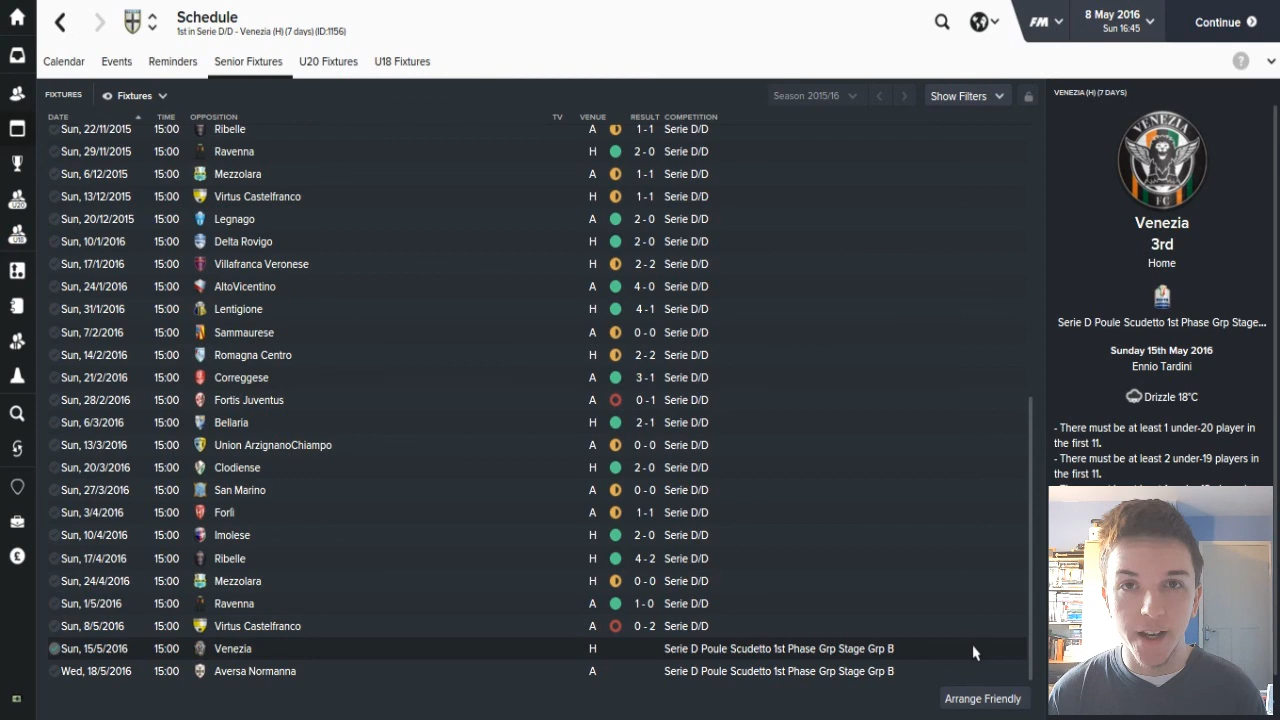 Schedule
1st in Serie D/D - Venezia (H) (7 days) (ID:1156)
FM
8 May 2016
Sun 16:45
Continue
Calendar Events Reminders Senior Fixtures U20 Fixtures U18 Fixtures
?
FIXTURES Fixtures Season 2015/16 Show Filters
DATE TIME OPPOSITION TV VENUE RESULT COMPETITION
Sun, 22/11/2015 15:00 Ribelle A 1 - 1 Serie D/D
Sun, 29/11/2015 15:00 Ravenna H 2 - 0 Serie D/D
Sun, 6/12/2015 15:00 Mezzolara A 1 - 1 Serie D/D
Sun, 13/12/2015 15:00 Virtus Castelfranco H 1 - 1 Serie D/D
Sun, 20/12/2015 15:00 Legnago A 2 - 0 Serie D/D
Sun, 10/1/2016 15:00 Delta Rovigo H 2 - 0 Serie D/D
Sun, 17/1/2016 15:00 Villafranca Veronese H 2 - 2 Serie D/D
Sun, 24/1/2016 15:00 AltoVicentino A 4 - 0 Serie D/D
Sun, 31/1/2016 15:00 Lentigione H 4 - 1 Serie D/D
Sun, 7/2/2016 15:00 Sammaurese A 0 - 0 Serie D/D
Sun, 14/2/2016 15:00 Romagna Centro H 2 - 2 Serie D/D
Sun, 21/2/2016 15:00 Correggese A 3 - 1 Serie D/D
Sun, 28/2/2016 15:00 Fortis Juventus A 0 - 1 Serie D/D
Sun, 6/3/2016 15:00 Bellaria H 2 - 1 Serie D/D
Sun, 13/3/2016 15:00 Union ArzignanoChiampo A 0 - 0 Serie D/D
Sun, 20/3/2016 15:00 Clodiense H 2 - 0 Serie D/D
Sun, 27/3/2016 15:00 San Marino A 0 - 0 Serie D/D
Sun, 3/4/2016 15:00 Forlì A 1 - 1 Serie D/D
Sun, 10/4/2016 15:00 Imolese H 2 - 0 Serie D/D
Sun, 17/4/2016 15:00 Ribelle H 4 - 2 Serie D/D
Sun, 24/4/2016 15:00 Mezzolara H 0 - 0 Serie D/D
Sun, 1/5/2016 15:00 Ravenna A 1 - 0 Serie D/D
Sun, 8/5/2016 15:00 Virtus Castelfranco A 0 - 2 Serie D/D
Sun, 15/5/2016 15:00 Venezia H Serie D Poule Scudetto 1st Phase Grp Stage Grp B
Wed, 18/5/2016 15:00 Aversa Normanna A Serie D Poule Scudetto 1st Phase Grp Stage Grp B
Arrange Friendly
VENEZIA (H) (7 DAYS)
VENEZIA
FC
Venezia
3rd
Home
Serie D Poule Scudetto 1st Phase Grp Stage...
Sunday 15th May 2016
Ennio Tardini
Drizzle 18°C
- There must be at least 1 under-20 player in
the first 11.
- There must be at least 2 under-19 players in
the first 11.